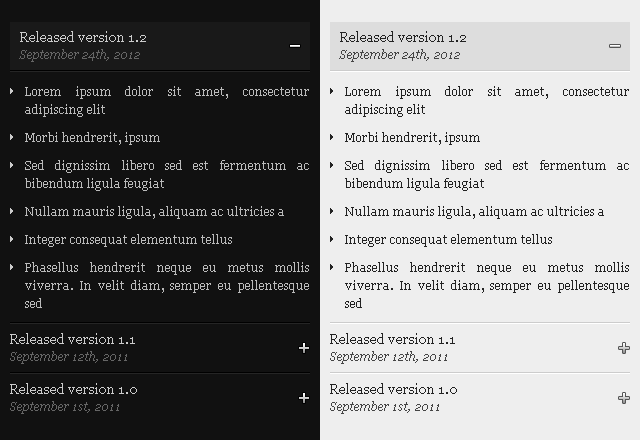 Released version 1.2
September 24th, 2012
Lorem ipsum dolor sit amet, consectetur
adipiscing elit
Morbi hendrerit, ipsum
Sed dignissim libero sed est fermentum ac
bibendum ligula feugiat
Nullam mauris ligula, aliquam ac ultricies a
Integer consequat elementum tellus
Phasellus hendrerit neque eu metus mollis
viverra. In velit diam, semper eu pellentesque
sed
Released version 1.1
September 12th, 2011
Released version 1.0
September 1st, 2011
Released version 1.2
September 24th, 2012
Lorem ipsum dolor sit amet, consectetur
adipiscing elit
Morbi hendrerit, ipsum
Sed dignissim libero sed est fermentum ac
bibendum ligula feugiat
Nullam mauris ligula, aliquam ac ultricies a
Integer consequat elementum tellus
Phasellus hendrerit neque eu metus mollis
viverra. In velit diam, semper eu pellentesque
sed
Released version 1.1
September 12th, 2011
Released version 1.0
September 1st, 2011